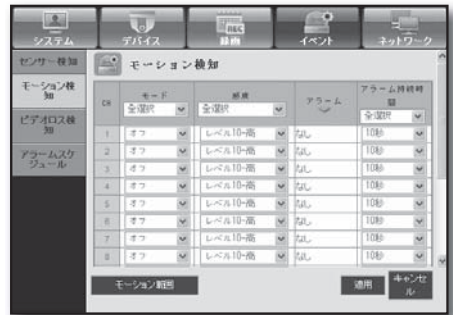 システム
デバイス
録画
イベント
ネットワーク
REC
センサー検知
モーション検
知
ビデオロス検
知
アラームスケ
ジュール
モーション検知
CH
モード
全選択
感度
全選択
アラーム
アラーム持続時
間
全選択
1 オフ レベル10-高 なし 10秒
2 オフ レベル10-高 なし 10秒
3 オフ レベル10-高 なし 10秒
4 オフ レベル10-高 なし 10秒
5 オフ レベル10-高 なし 10秒
6 オフ レベル10-高 なし 10秒
7 オフ レベル10-高 なし 10秒
8 オフ レベル10-高 なし 10秒
モーション範囲
適用
キャンセ
ル